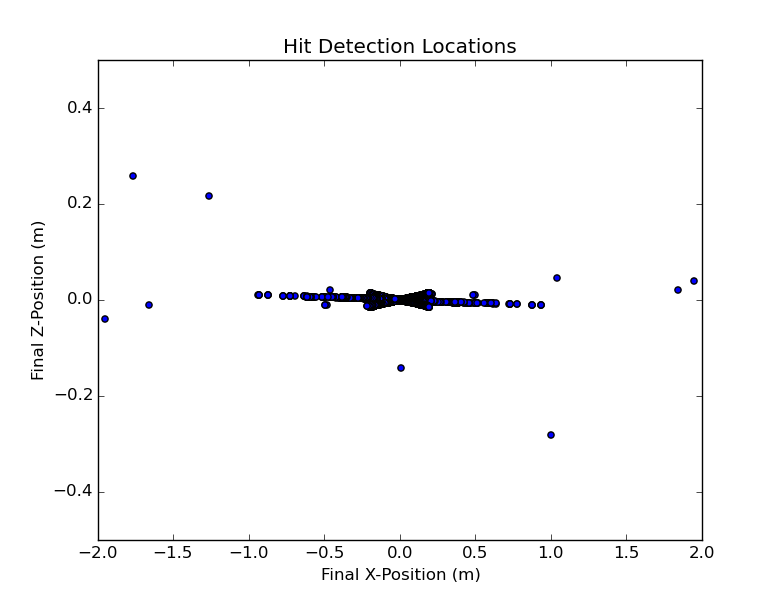 Hit Detection Locations
Final Z-Position (m)
0.4
0.2
0.0
−0.2
−0.4
−2.0 −1.5 −1.0 −0.5 0.0 0.5 1.0 1.5 2.0
Final X-Position (m)